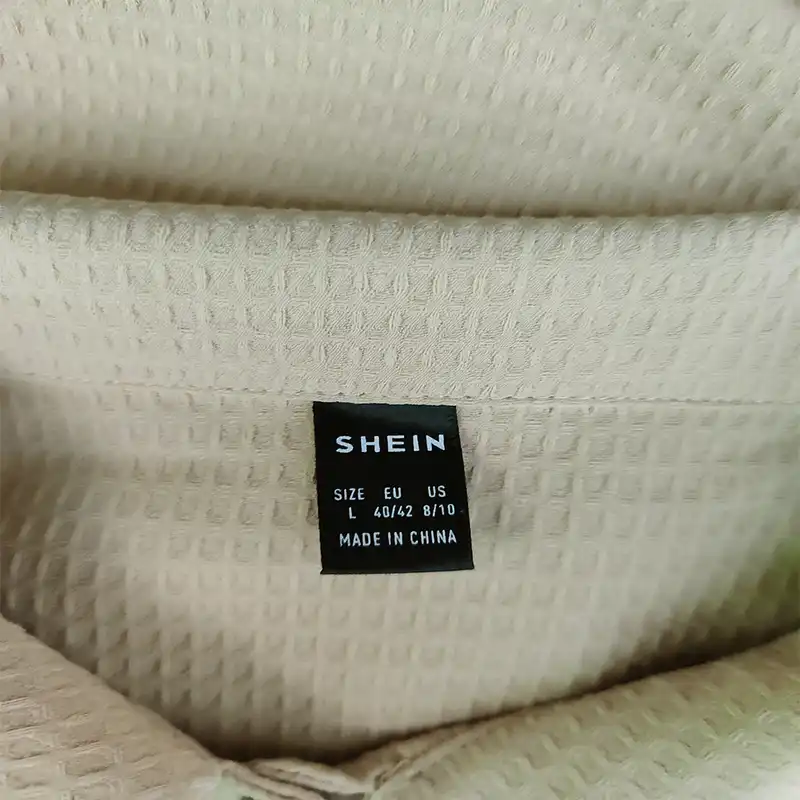 SHEIN
SIZE EU US
L 40/42 8/10
MADE IN CHINA